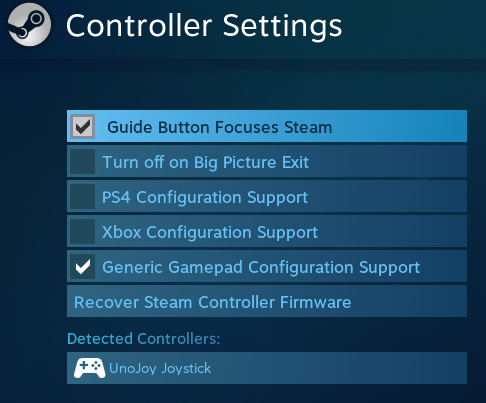 Controller Settings
Guide Button Focuses Steam
Turn off on Big Picture Exit
PS4 Configuration Support
Xbox Configuration Support
Generic Gamepad Configuration Support
Recover Steam Controller Firmware
Detected Controllers:
UnoJoy Joystick